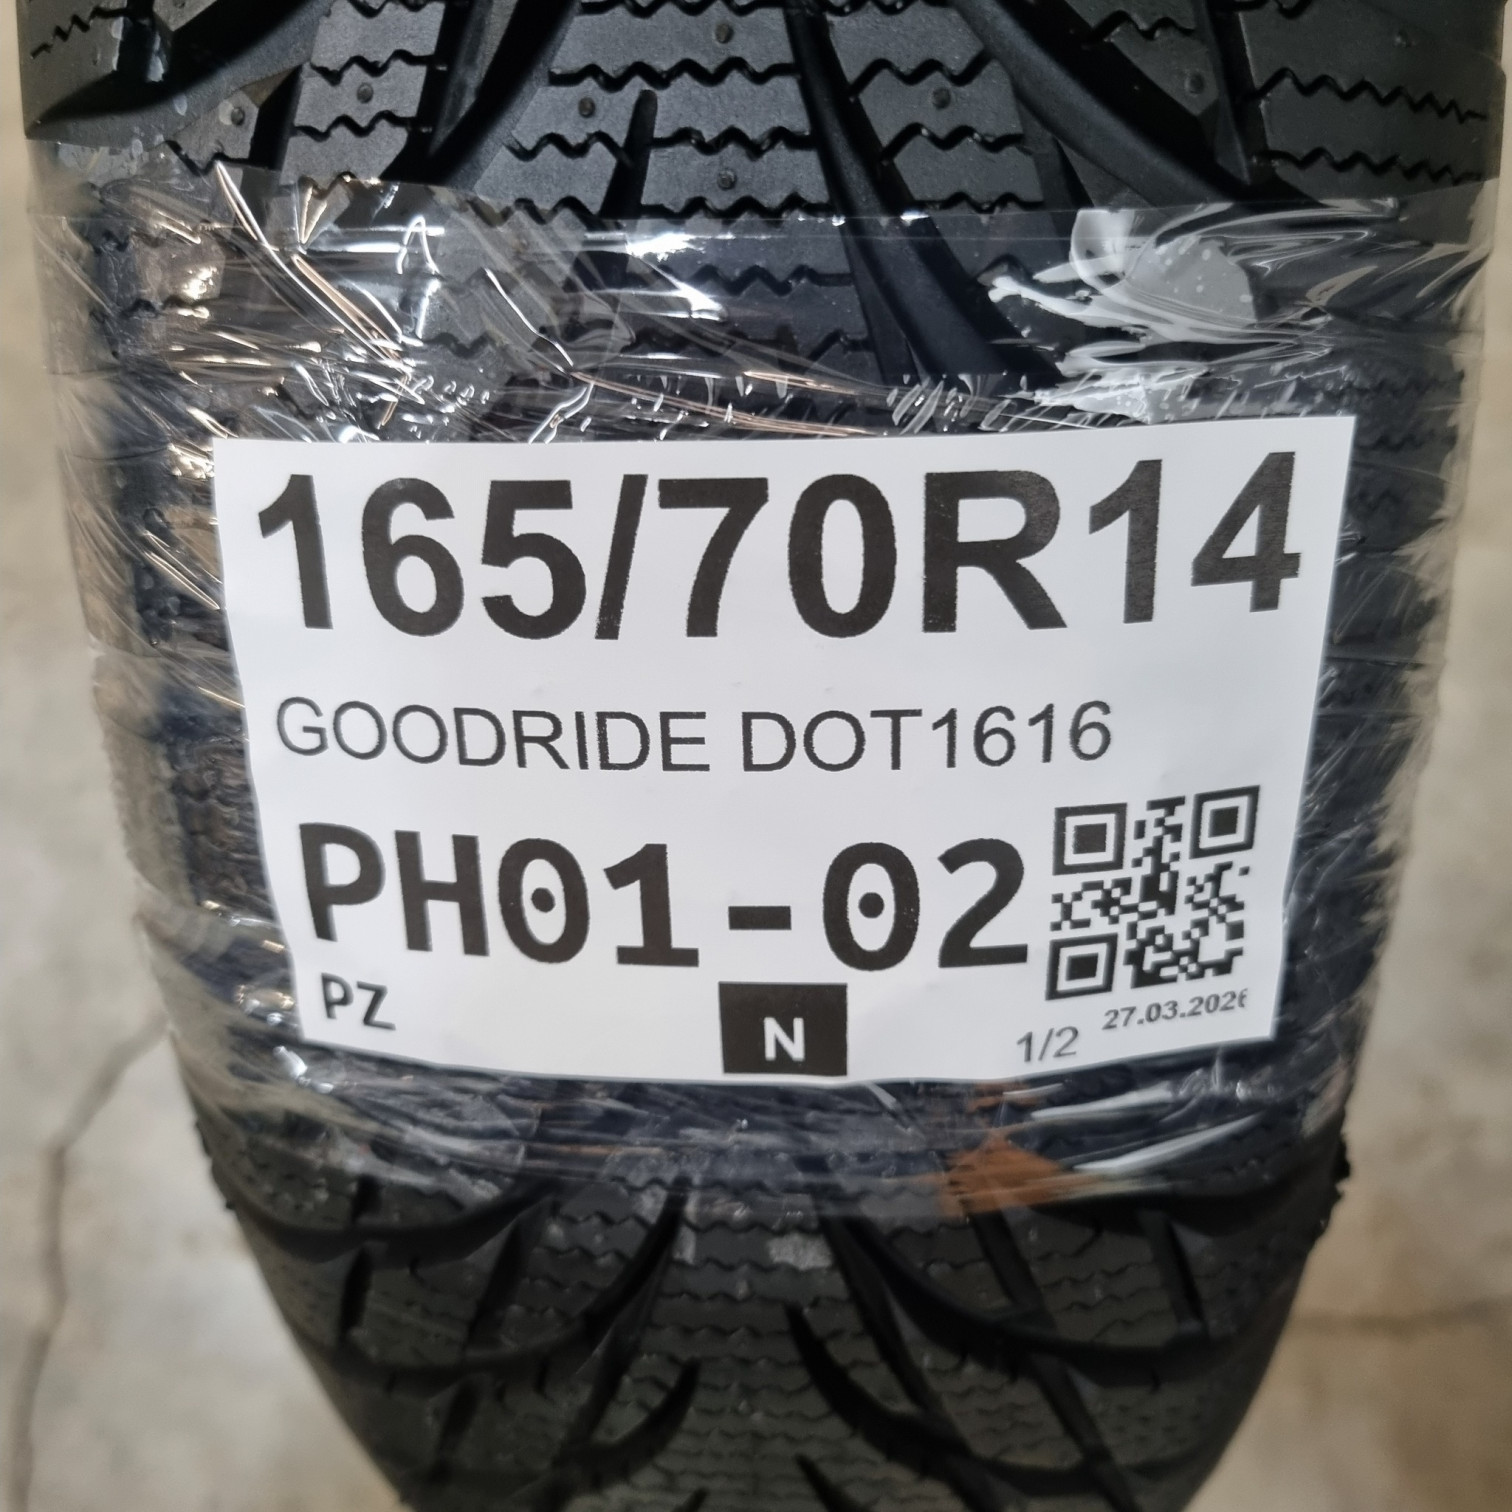 165/70R14
GOODRIDE DOT1616
PH01-02
PZ
N
1/2
27.03.2026